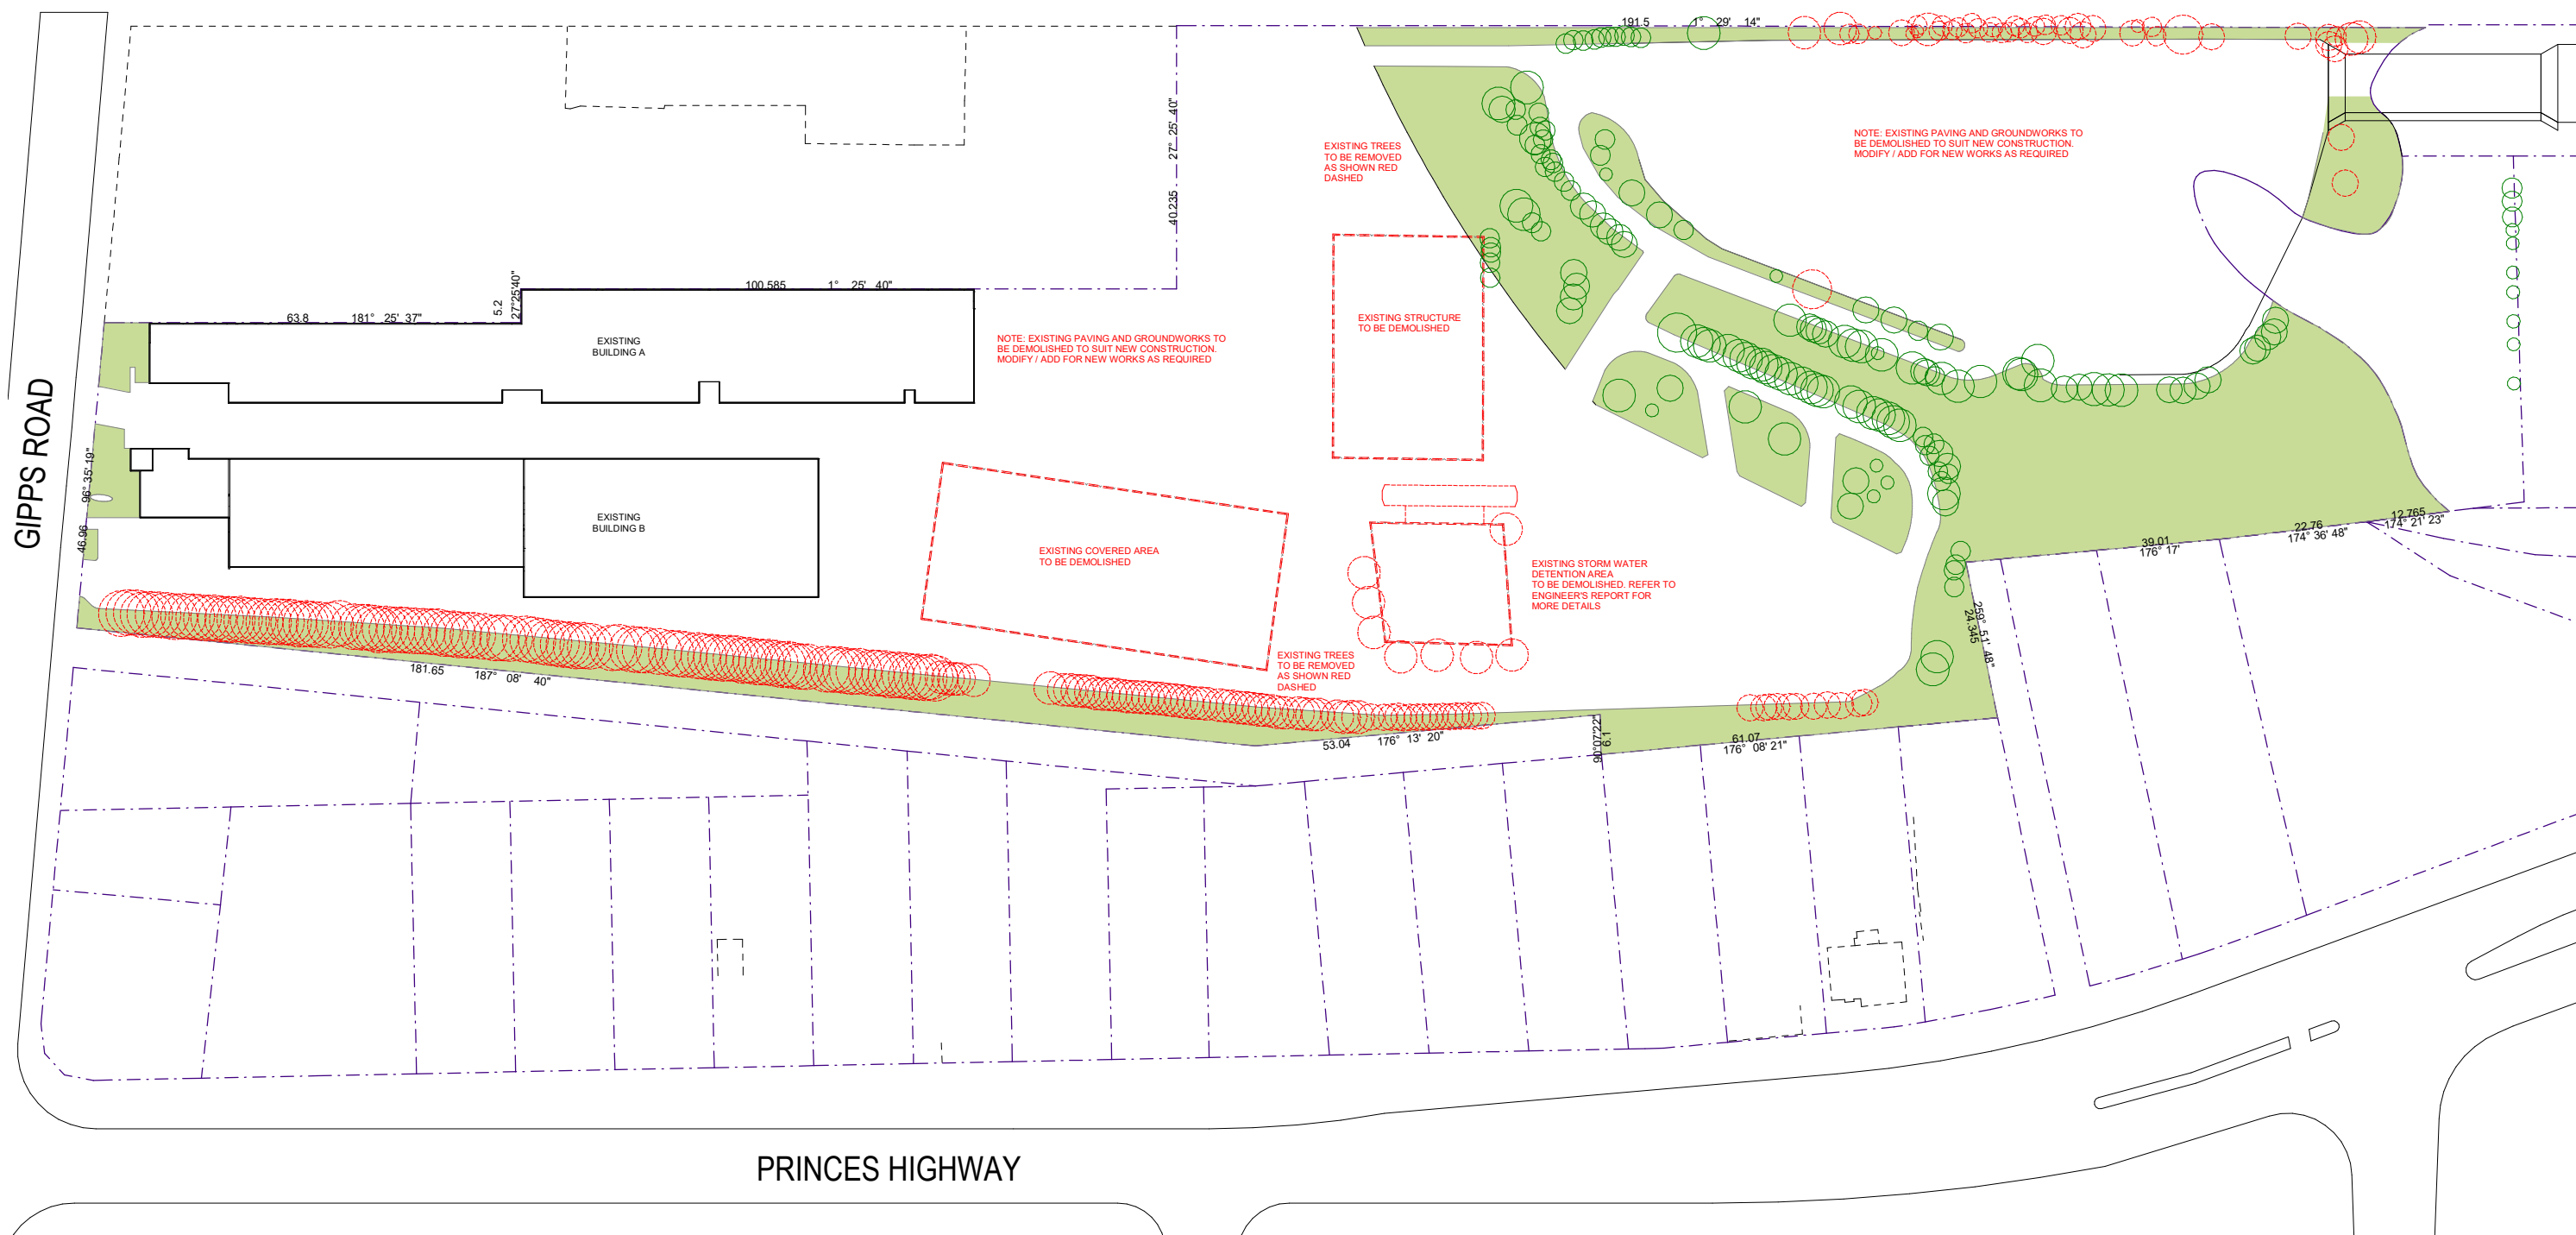 191.5 1° 29' 14"
27° 25' 40"
40.235
EXISTING TREES
TO BE REMOVED
AS SHOWN RED
DASHED
NOTE: EXISTING PAVING AND GROUNDWORKS TO
BE DEMOLISHED TO SUIT NEW CONSTRUCTION.
MODIFY / ADD FOR NEW WORKS AS REQUIRED
63.8 181° 25' 37"
5.2
27°25'40"
100.585 1° 25' 40"
EXISTING
BUILDING A
NOTE: EXISTING PAVING AND GROUNDWORKS TO
BE DEMOLISHED TO SUIT NEW CONSTRUCTION.
MODIFY / ADD FOR NEW WORKS AS REQUIRED
EXISTING STRUCTURE
TO BE DEMOLISHED
GIPPS ROAD
96° 35' 19"
46.96
EXISTING
BUILDING B
EXISTING COVERED AREA
TO BE DEMOLISHED
EXISTING STORM WATER
DETENTION AREA
TO BE DEMOLISHED. REFER TO
ENGINEER'S REPORT FOR
MORE DETAILS
12.765
174° 21' 23"
22.76
174° 36' 48"
39.01
176° 17'
259° 51' 48"
24.345
EXISTING TREES
TO BE REMOVED
AS SHOWN RED
DASHED
181.65 187° 08' 40"
53.04 176° 13' 20"
90°07'22"
6.1
61.07
176° 08' 21"
PRINCES HIGHWAY